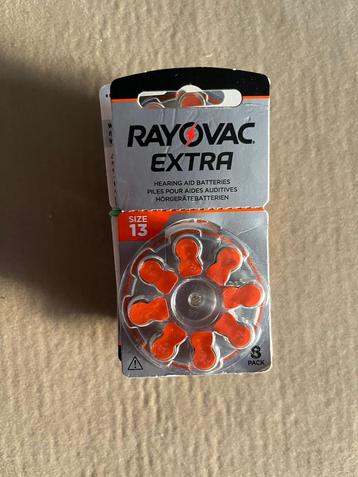 RAYOVAC
EXTRA
HEARING AID BATTERIES
PILES POUR AIDES AUDITIVES
HÖRGERÄTEBATTERIEN
SIZE
13
8
PACK